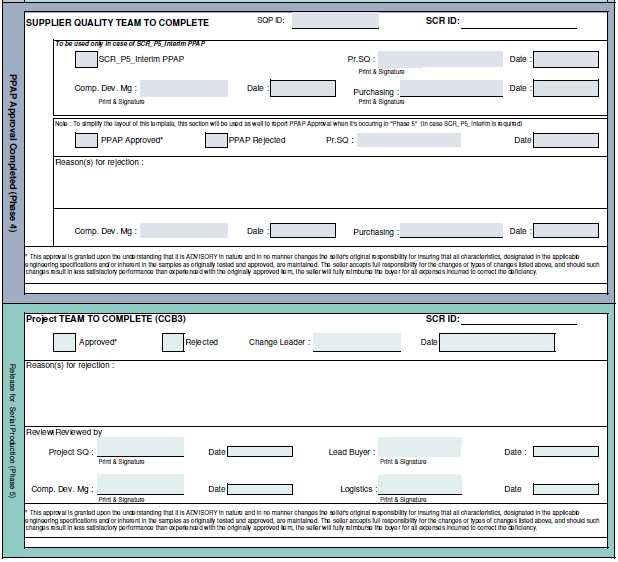 SUPPLIER QUALITY TEAM TO COMPLETE SQP ID: SCR ID:
To be used only in case of SCR_P5_Interim PPAP
SCR_P5_Interim PPAP Pr.SQ : Date :
Print & Signature
Comp. Dev. Mg : Date : Purchasing : Date :
Print & Signature Print & Signature
Note : To simplify the layout of this template, this section will be used as well to report PPAP Approval when it's occuring in "Phase 5" (In case SCR_P5_Interim is required)
PPAP Approved* PPAP Rejected Pr.SQ : Date
Reason(s) for rejection :
Comp. Dev. Mg : Date : Purchasing : Date :
* This approval is granted upon the understanding that it is ADVISORY in nature and in no manner changes the seller's original responsibility for insuring that all characteristics, designated in the applicable
engineering specifications and/or inherent in the samples as originally tested and approved, are maintained. The seller accepts full responsibility for the changes or types of changes listed above, and should such
changes result in less satisfactory performance than experienced with the originally approved item, the seller will fully reimburse the buyer for all expenses incurred to correct the deficiency.
PPAP Approval Completed (Phase 4)
Project TEAM TO COMPLETE (CCB3) SCR ID:
Approved* Rejected Change Leader : Date
Reason(s) for rejection :
Review Reviewed by
Project SQ : Date Lead Buyer : Date :
Print & Signature Print & Signature
Comp. Dev. Mg : Date Logistics : Date
Print & Signature Print & Signature
* This approval is granted upon the understanding that it is ADVISORY in nature and in no manner changes the seller's original responsibility for insuring that all characteristics, designated in the applicable
engineering specifications and/or inherent in the samples as originally tested and approved, are maintained. The seller accepts full responsibility for the changes or types of changes listed above, and should such
changes result in less satisfactory performance than experienced with the originally approved item, the seller will fully reimburse the buyer for all expenses incurred to correct the deficiency.
Release for Serial Production (Phase 5)